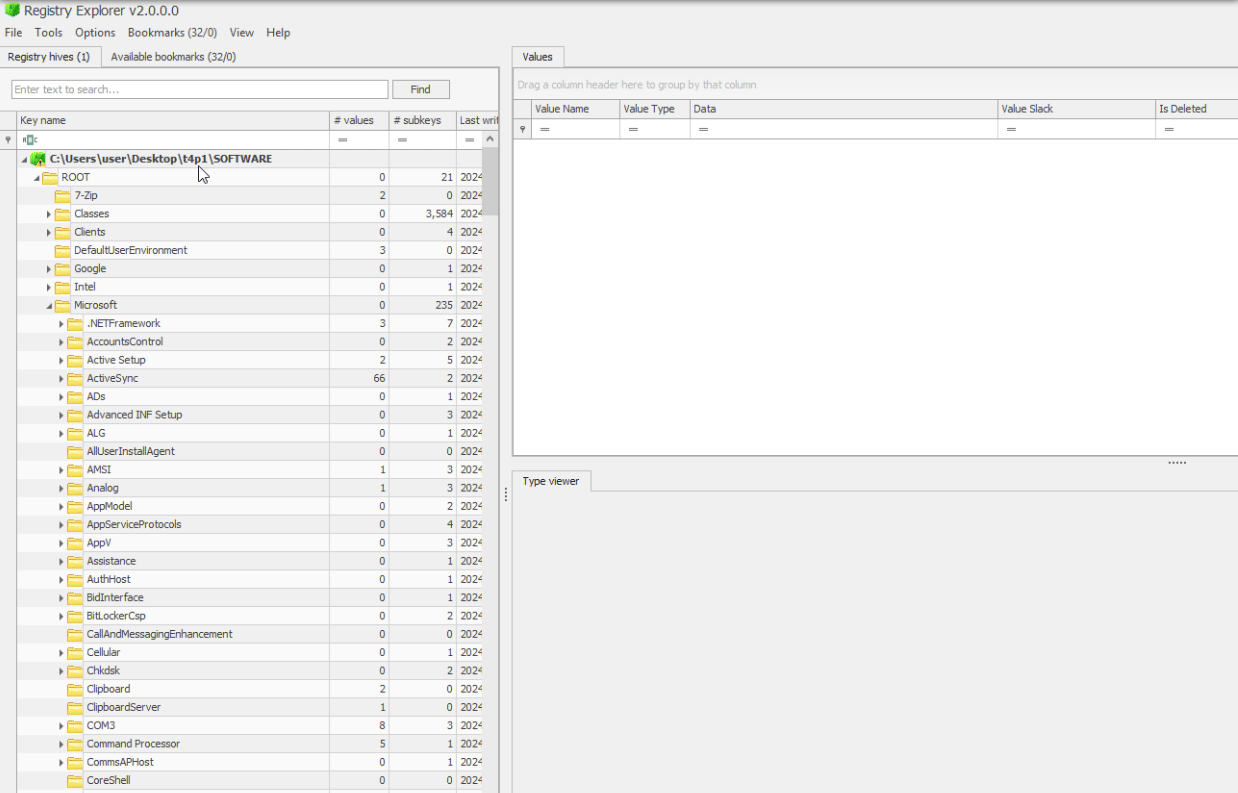 Registry Explorer v2.0.0.0
File Tools Options Bookmarks (32/0) View Help
Registry hives (1) Available bookmarks (32/0)
Enter text to search... Find
Key name # values # subkeys Last writ
= = =
C:\Users\user\Desktop\t4p1\SOFTWARE
ROOT 0 21 2024
7-Zip 2 0 2024
Classes 0 3,584 2024
Clients 0 4 2024
DefaultUserEnvironment 3 0 2024
Google 0 1 2024
Intel 0 1 2024
Microsoft 0 235 2024
.NETFramework 3 7 2024
AccountsControl 0 2 2024
Active Setup 2 5 2024
ActiveSync 66 2 2024
ADs 0 1 2024
Advanced INF Setup 0 3 2024
ALG 0 1 2024
AllUserInstallAgent 0 0 2024
AMSI 1 3 2024
Analog 1 3 2024
AppModel 0 2 2024
AppServiceProtocols 0 4 2024
AppV 0 3 2024
Assistance 0 1 2024
AuthHost 0 1 2024
BidInterface 0 1 2024
BitLockerCsp 0 2 2024
CallAndMessagingEnhancement 0 0 2024
Cellular 0 1 2024
Chkdsk 0 2 2024
Clipboard 2 0 2024
ClipboardServer 1 0 2024
COM3 8 3 2024
Command Processor 5 1 2024
CommsAPHost 0 1 2024
CoreShell 0 0 2024
Values
Drag a column header here to group by that column
Value Name Value Type Data Value Slack Is Deleted
= = = = =
Type viewer